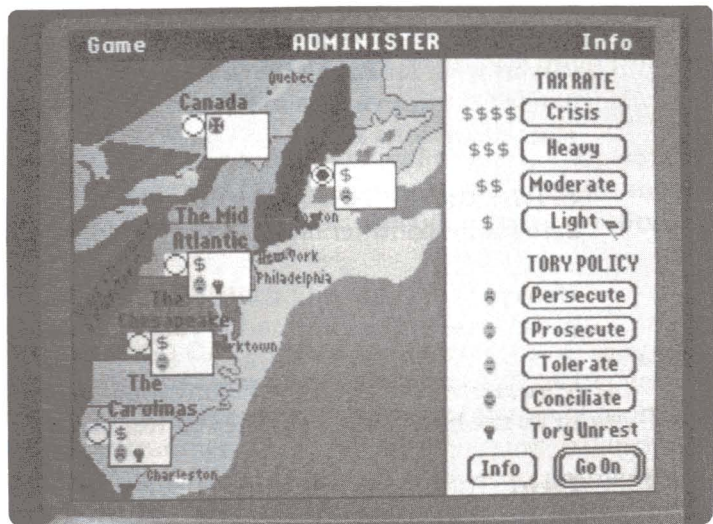 Game ADMINISTER Info
Quebec
Canada
TAX RATE
$$$$ Crisis
$$$ Heavy
$$ Moderate
$ Light
$
The Mid
Atlantic
$
New York
Philadelphia
The
Chesapeake
$
The
Carolinas
$
Charleston
TORY POLICY
Persecute
Prosecute
Tolerate
Conciliate
Tory Unrest
Info Go On